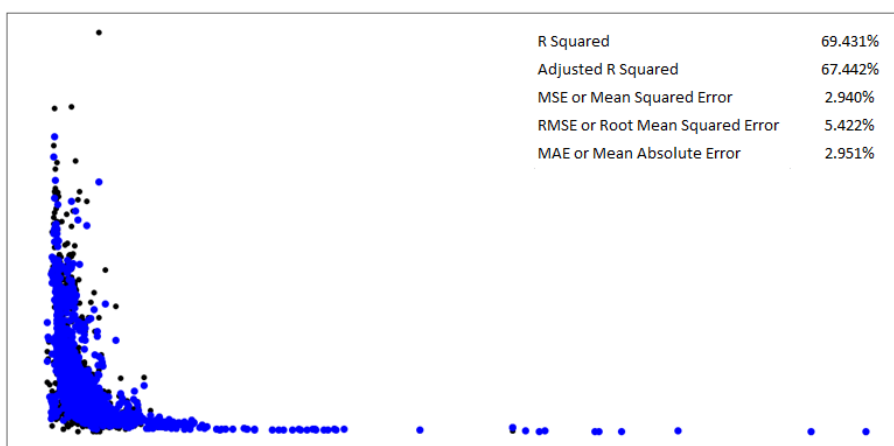 R Squared 69.431%
Adjusted R Squared 67.442%
MSE or Mean Squared Error 2.940%
RMSE or Root Mean Squared Error 5.422%
MAE or Mean Absolute Error 2.951%